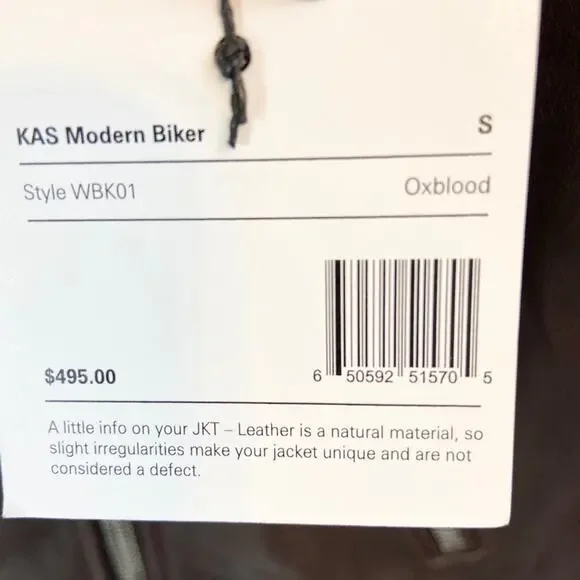 KAS Modern Biker S
Style WBK01 Oxblood
$495.00
6 50592 51570 5
A little info on your JKT – Leather is a natural material, so
slight irregularities make your jacket unique and are not
considered a defect.